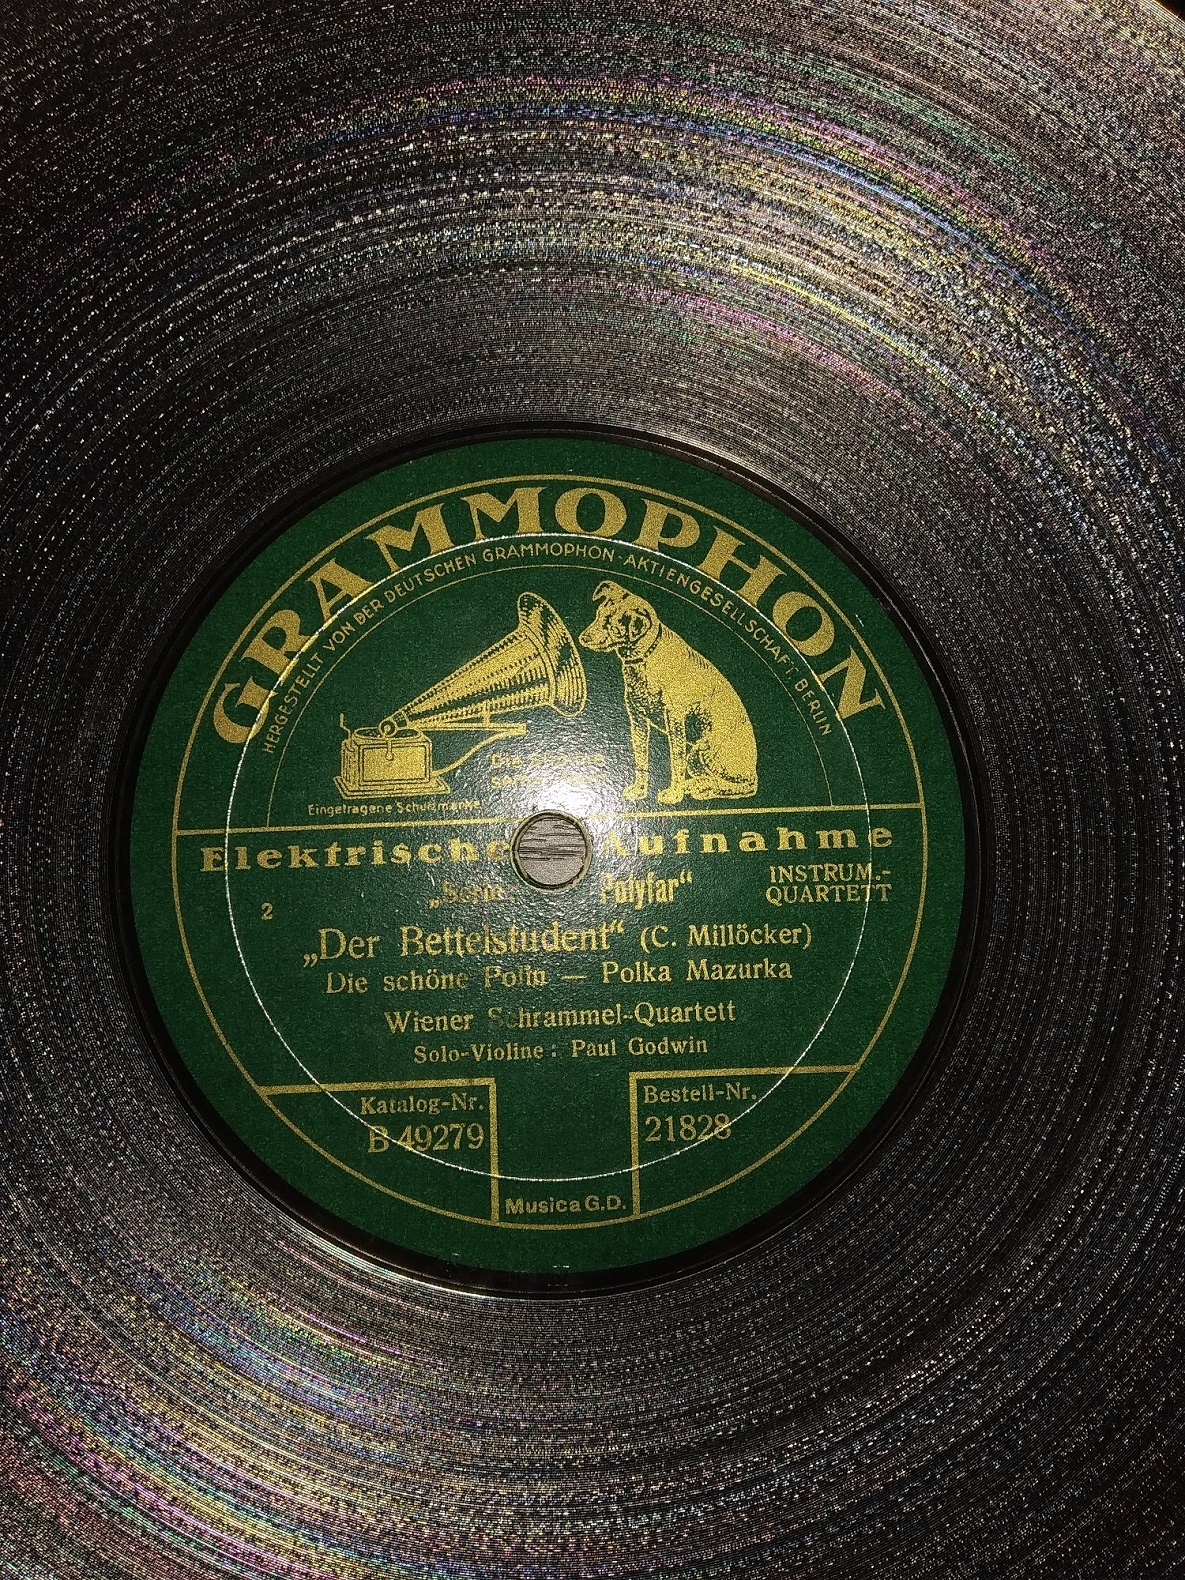 GRAMMOPHON
HERGESTELLT VON DER DEUTSCHEN GRAMMOPHON-AKTIENGESELLSCHAFT. BERLIN
Die
Eingetragene Schutzmarke
Elektrische Aufnahme
„Serie Polyfar“
INSTRUM.-
QUARTETT
2
„Der Bettelstudent“ (C. Millöcker)
Die schöne Polin — Polka Mazurka
Wiener Schrammel-Quartett
Solo-Violine: Paul Godwin
Katalog-Nr.
B 49279
Bestell-Nr.
21828
Musica G.D.